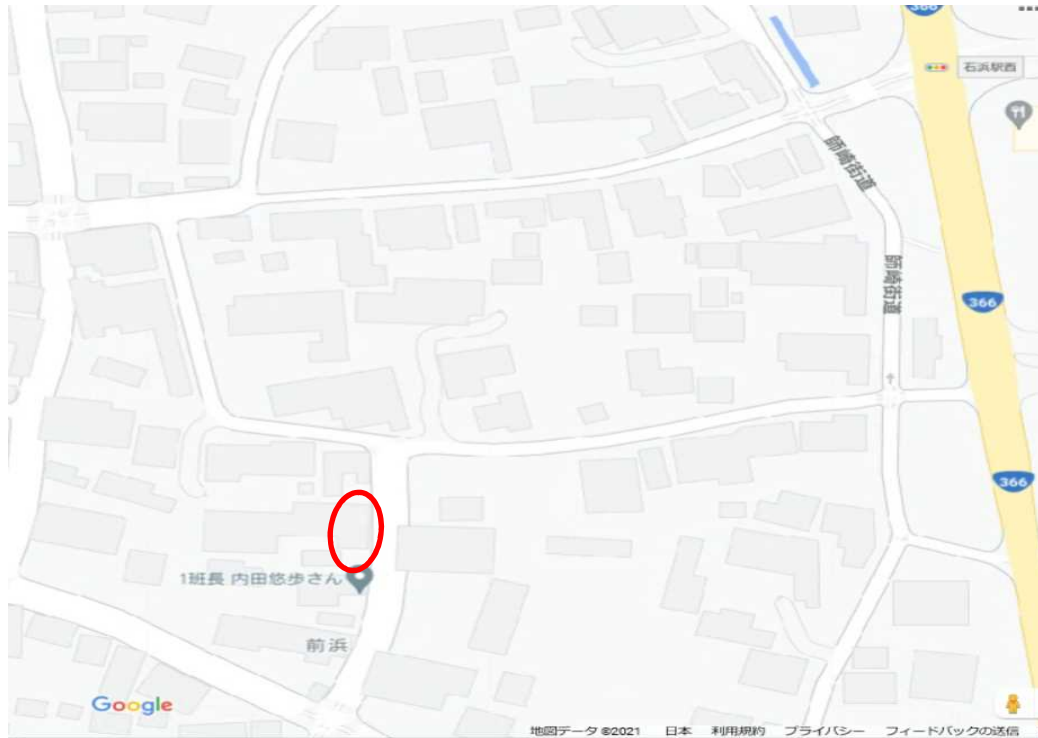 366
石浜駅西
師崎街道
師崎街道
366
366
1班長 内田悠歩さん
前浜
Google
地図データ ©2021 日本 利用規約 プライバシー フィードバックの送信